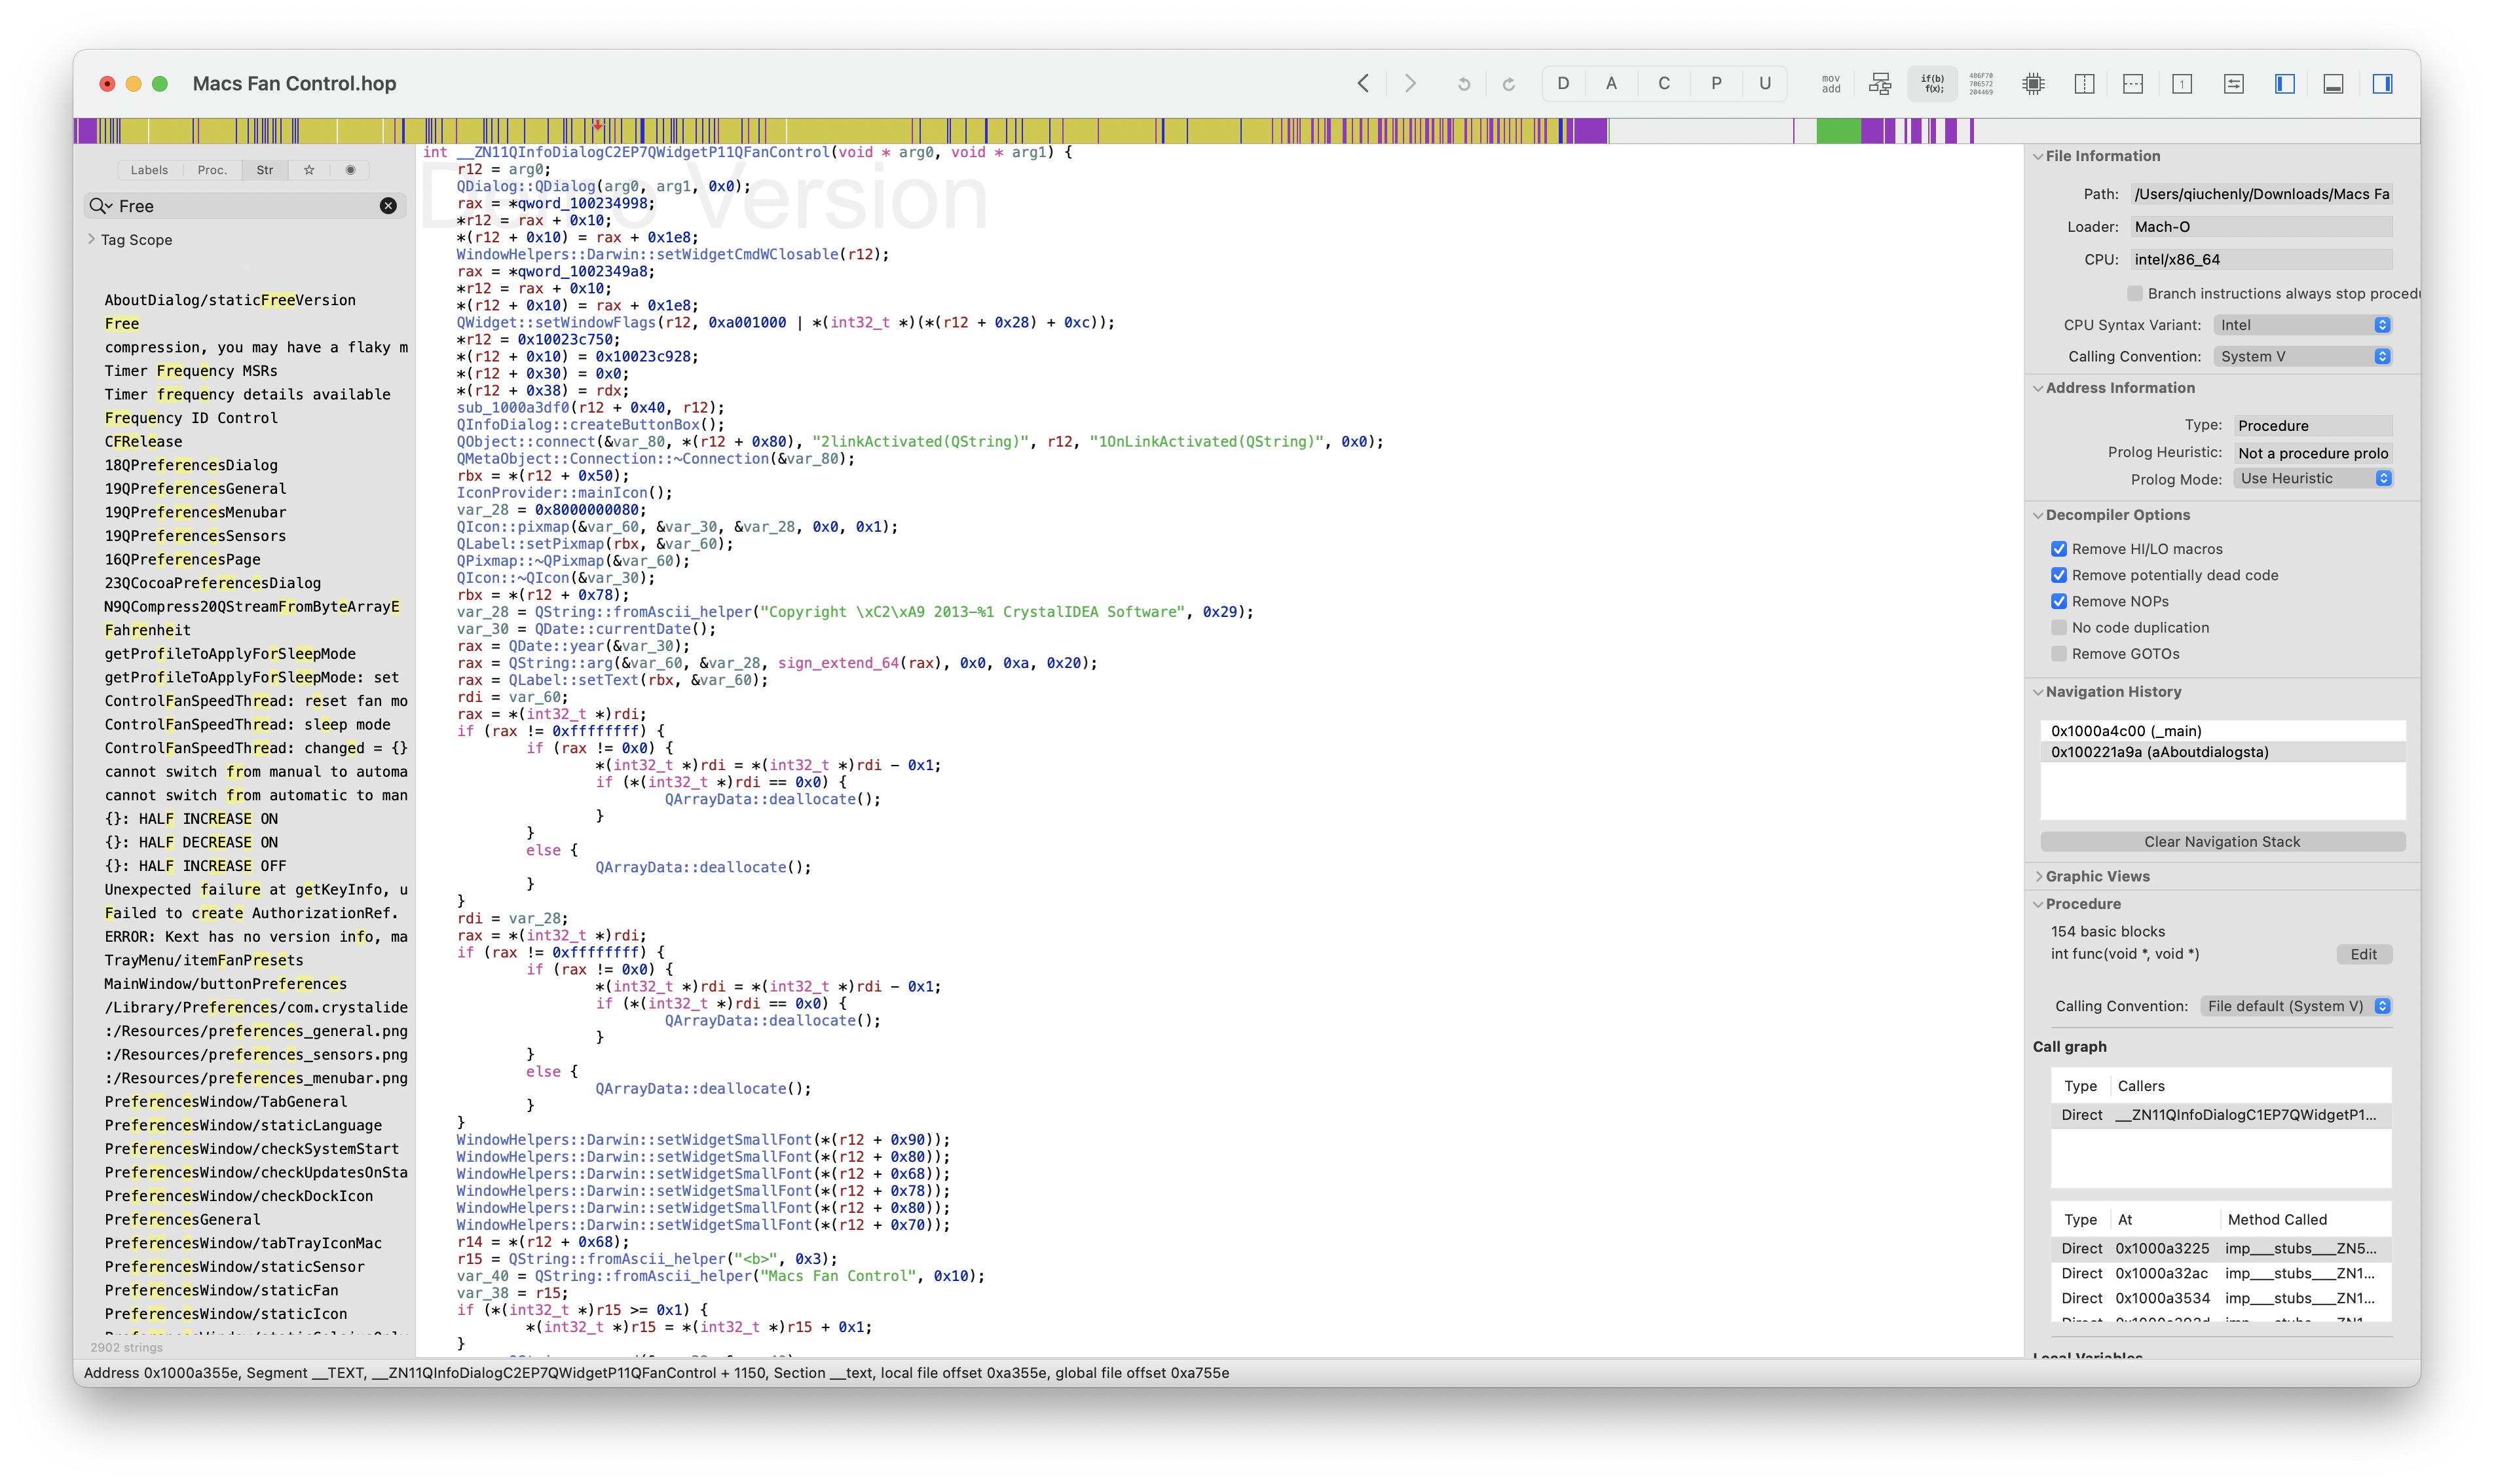 Macs Fan Control.hop
D A C P U
mov add
if(b) f(x);
486F70 706572 204469
1
Labels Proc. Str
Free
Tag Scope
AboutDialog/staticFreeVersion
Free
compression, you may have a flaky m
Timer Frequency MSRs
Timer frequency details available
Frequency ID Control
CFRelease
18QPreferencesDialog
19QPreferencesGeneral
19QPreferencesMenubar
19QPreferencesSensors
16QPreferencesPage
23QCocoaPreferencesDialog
N9QCompress20QStreamFromByteArrayE
Fahrenheit
getProfileToApplyForSleepMode
getProfileToApplyForSleepMode: set
ControlFanSpeedThread: reset fan mo
ControlFanSpeedThread: sleep mode
ControlFanSpeedThread: changed = {}
cannot switch from manual to automa
cannot switch from automatic to man
{}: HALF INCREASE ON
{}: HALF DECREASE ON
{}: HALF INCREASE OFF
Unexpected failure at getKeyInfo, u
Failed to create AuthorizationRef.
ERROR: Kext has no version info, ma
TrayMenu/itemFanPresets
MainWindow/buttonPreferences
/Library/Preferences/com.crystalide
:/Resources/preferences_general.png
:/Resources/preferences_sensors.png
:/Resources/preferences_menubar.png
PreferencesWindow/TabGeneral
PreferencesWindow/staticLanguage
PreferencesWindow/checkSystemStart
PreferencesWindow/checkUpdatesOnSta
PreferencesWindow/checkDockIcon
PreferencesGeneral
PreferencesWindow/tabTrayIconMac
PreferencesWindow/staticSensor
PreferencesWindow/staticFan
PreferencesWindow/staticIcon
2902 strings
Demo Version
int __ZN11QInfoDialogC2EP7QWidgetP11QFanControl(void * arg0, void * arg1) {
r12 = arg0;
QDialog::QDialog(arg0, arg1, 0x0);
rax = *qword_100234998;
*r12 = rax + 0x10;
*(r12 + 0x10) = rax + 0x1e8;
WindowHelpers::Darwin::setWidgetCmdWClosable(r12);
rax = *qword_1002349a8;
*r12 = rax + 0x10;
*(r12 + 0x10) = rax + 0x1e8;
QWidget::setWindowFlags(r12, 0xa001000 | *(int32_t *)(*(r12 + 0x28) + 0xc));
*r12 = 0x10023c750;
*(r12 + 0x10) = 0x10023c928;
*(r12 + 0x30) = 0x0;
*(r12 + 0x38) = rdx;
sub_1000a3df0(r12 + 0x40, r12);
QInfoDialog::createButtonBox();
QObject::connect(&var_80, *(r12 + 0x80), "2linkActivated(QString)", r12, "1OnLinkActivated(QString)", 0x0);
QMetaObject::Connection::~Connection(&var_80);
rbx = *(r12 + 0x50);
IconProvider::mainIcon();
var_28 = 0x8000000080;
QIcon::pixmap(&var_60, &var_30, &var_28, 0x0, 0x1);
QLabel::setPixmap(rbx, &var_60);
QPixmap::~QPixmap(&var_60);
QIcon::~QIcon(&var_30);
rbx = *(r12 + 0x78);
var_28 = QString::fromAscii_helper("Copyright \xC2\xA9 2013-%1 CrystalIDEA Software", 0x29);
var_30 = QDate::currentDate();
rax = QDate::year(&var_30);
rax = QString::arg(&var_60, &var_28, sign_extend_64(rax), 0x0, 0xa, 0x20);
rax = QLabel::setText(rbx, &var_60);
rdi = var_60;
rax = *(int32_t *)rdi;
if (rax != 0xffffffff) {
if (rax != 0x0) {
*(int32_t *)rdi = *(int32_t *)rdi - 0x1;
if (*(int32_t *)rdi == 0x0) {
QArrayData::deallocate();
}
}
else {
QArrayData::deallocate();
}
}
rdi = var_28;
rax = *(int32_t *)rdi;
if (rax != 0xffffffff) {
if (rax != 0x0) {
*(int32_t *)rdi = *(int32_t *)rdi - 0x1;
if (*(int32_t *)rdi == 0x0) {
QArrayData::deallocate();
}
}
else {
QArrayData::deallocate();
}
}
WindowHelpers::Darwin::setWidgetSmallFont(*(r12 + 0x90));
WindowHelpers::Darwin::setWidgetSmallFont(*(r12 + 0x80));
WindowHelpers::Darwin::setWidgetSmallFont(*(r12 + 0x68));
WindowHelpers::Darwin::setWidgetSmallFont(*(r12 + 0x78));
WindowHelpers::Darwin::setWidgetSmallFont(*(r12 + 0x80));
WindowHelpers::Darwin::setWidgetSmallFont(*(r12 + 0x70));
r14 = *(r12 + 0x68);
r15 = QString::fromAscii_helper("<b>", 0x3);
var_40 = QString::fromAscii_helper("Macs Fan Control", 0x10);
var_38 = r15;
if (*(int32_t *)r15 >= 0x1) {
*(int32_t *)r15 = *(int32_t *)r15 + 0x1;
}
File Information
Path: /Users/qiuchenly/Downloads/Macs Fa
Loader: Mach-O
CPU: intel/x86_64
Branch instructions always stop procedu
CPU Syntax Variant: Intel
Calling Convention: System V
Address Information
Type: Procedure
Prolog Heuristic: Not a procedure prolo
Prolog Mode: Use Heuristic
Decompiler Options
Remove HI/LO macros
Remove potentially dead code
Remove NOPs
No code duplication
Remove GOTOs
Navigation History
0x1000a4c00 (_main)
0x100221a9a (aAboutdialogsta)
Clear Navigation Stack
Graphic Views
Procedure
154 basic blocks
int func(void *, void *)
Edit
Calling Convention: File default (System V)
Call graph
Type Callers
Direct __ZN11QInfoDialogC1EP7QWidgetP1...
Type At Method Called
Direct 0x1000a3225 imp___stubs___ZN5...
Direct 0x1000a32ac imp___stubs___ZN1...
Direct 0x1000a3534 imp___stubs___ZN1...
Local Variables
Address 0x1000a355e, Segment __TEXT, __ZN11QInfoDialogC2EP7QWidgetP11QFanControl + 1150, Section __text, local file offset 0xa355e, global file offset 0xa755e